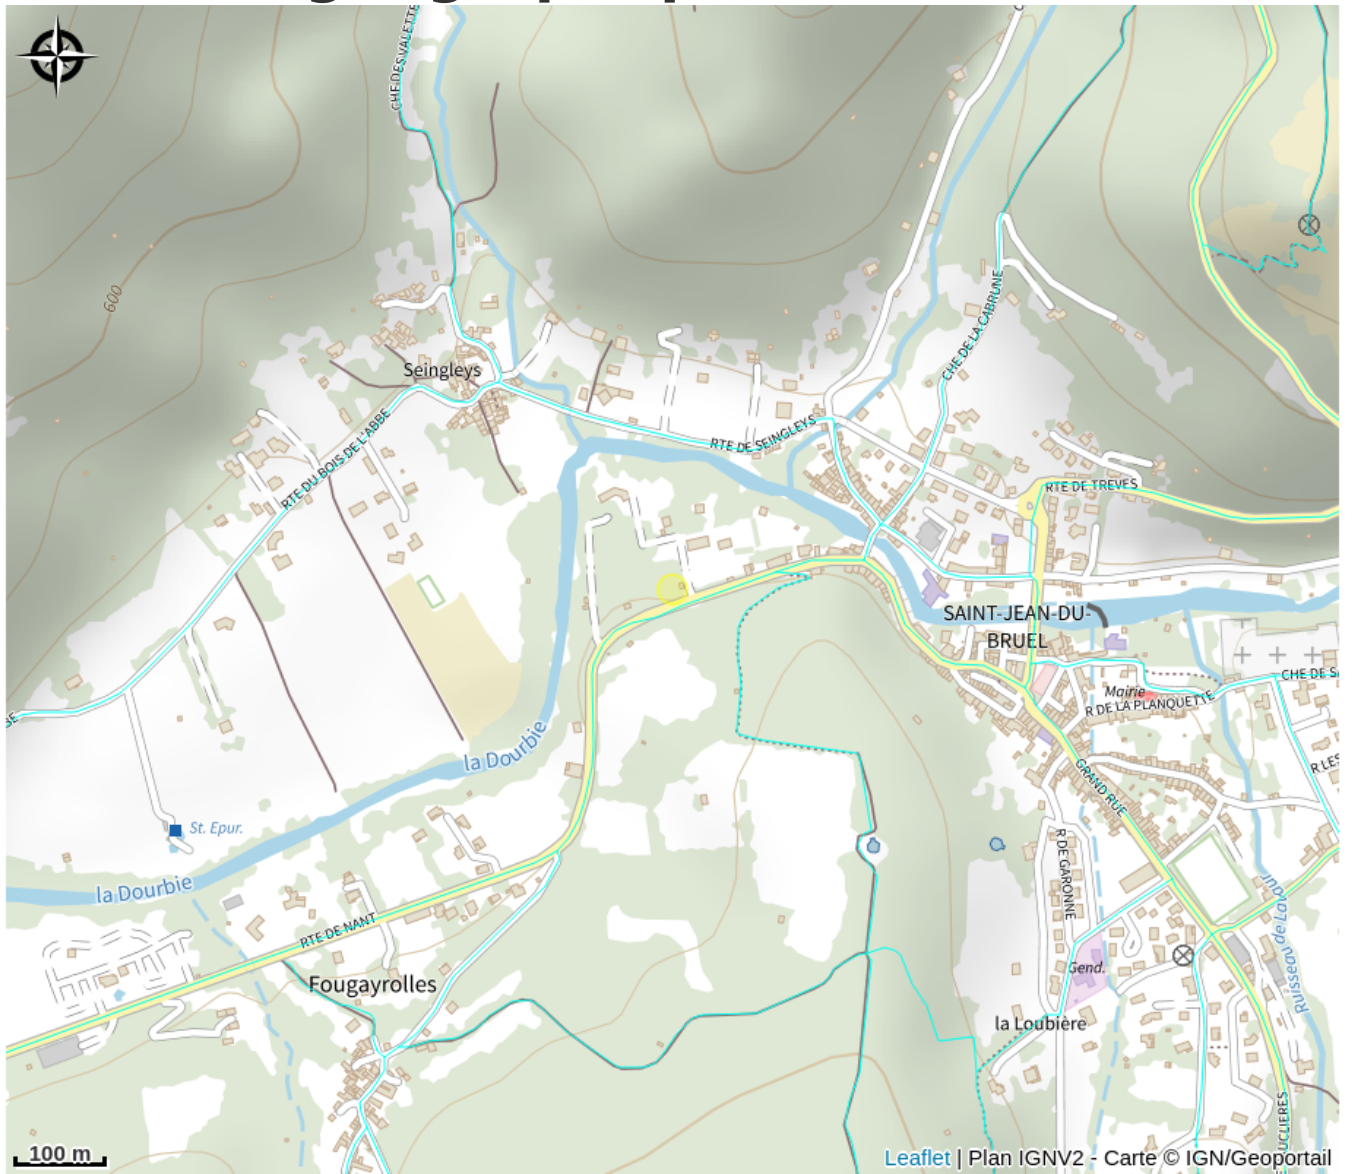 CHE DES VALETTE
600
CHE DE LA CABRUNE
Seingleys
RTE DE SEINGLEYS
RTE DU BOIS DE L'ABBE
RTE DE TREVES
SAINT-JEAN-DU-
BRUEL
CHE DE S
Mairie
R DE LA PLANQUETTE
BE
la Dourbie
R LES
GRAND RUE
St. Epur.
R DE GARONNE
la Dourbie
Ruisseau de Lavaur
RTE DE NANT
Gend.
Fougayrolles
la Loubière
UCLIERES
100 m
Leaflet | Plan IGNV2 - Carte © IGN/Geoportail